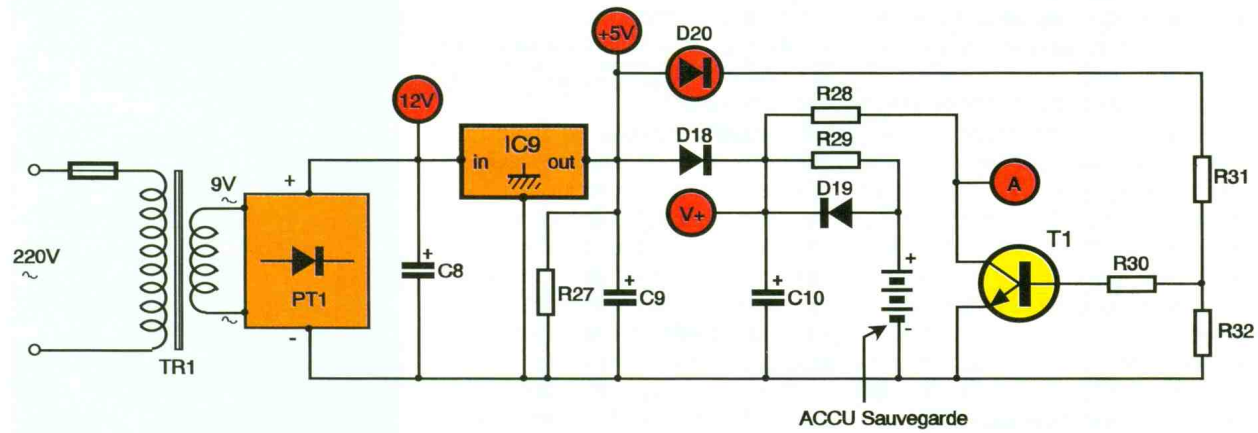 +5V
D20
12V
R28
IC9
in
out
D18
R29
9V
~
+
V+
D19
A
R31
220V
~
PT1
T1
+
C8
R27
+
C9
+
C10
+
R30
-
~
-
R32
TR1
ACCU Sauvegarde